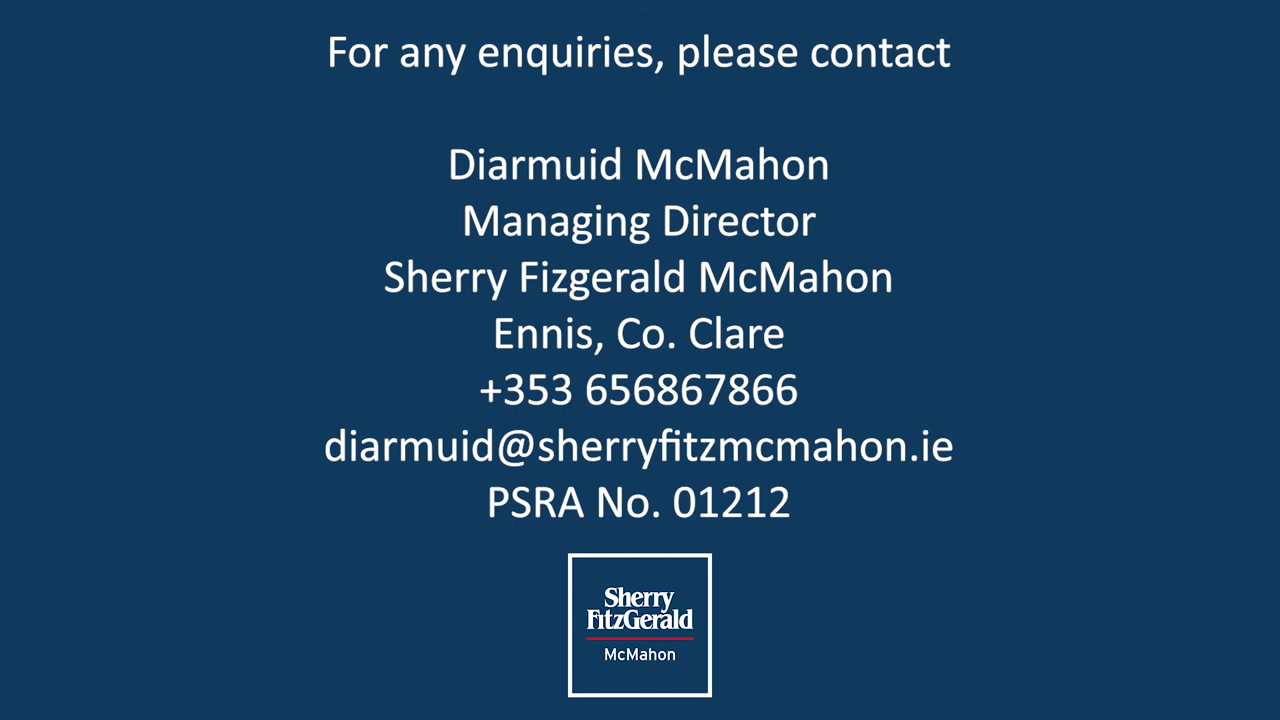 For any enquiries, please contact
Diarmuid McMahon
Managing Director
Sherry Fizgerald McMahon
Ennis, Co. Clare
+353 656867866
diarmuid@sherryfitzmcmahon.ie
PSRA No. 01212
Sherry
FitzGerald
McMahon